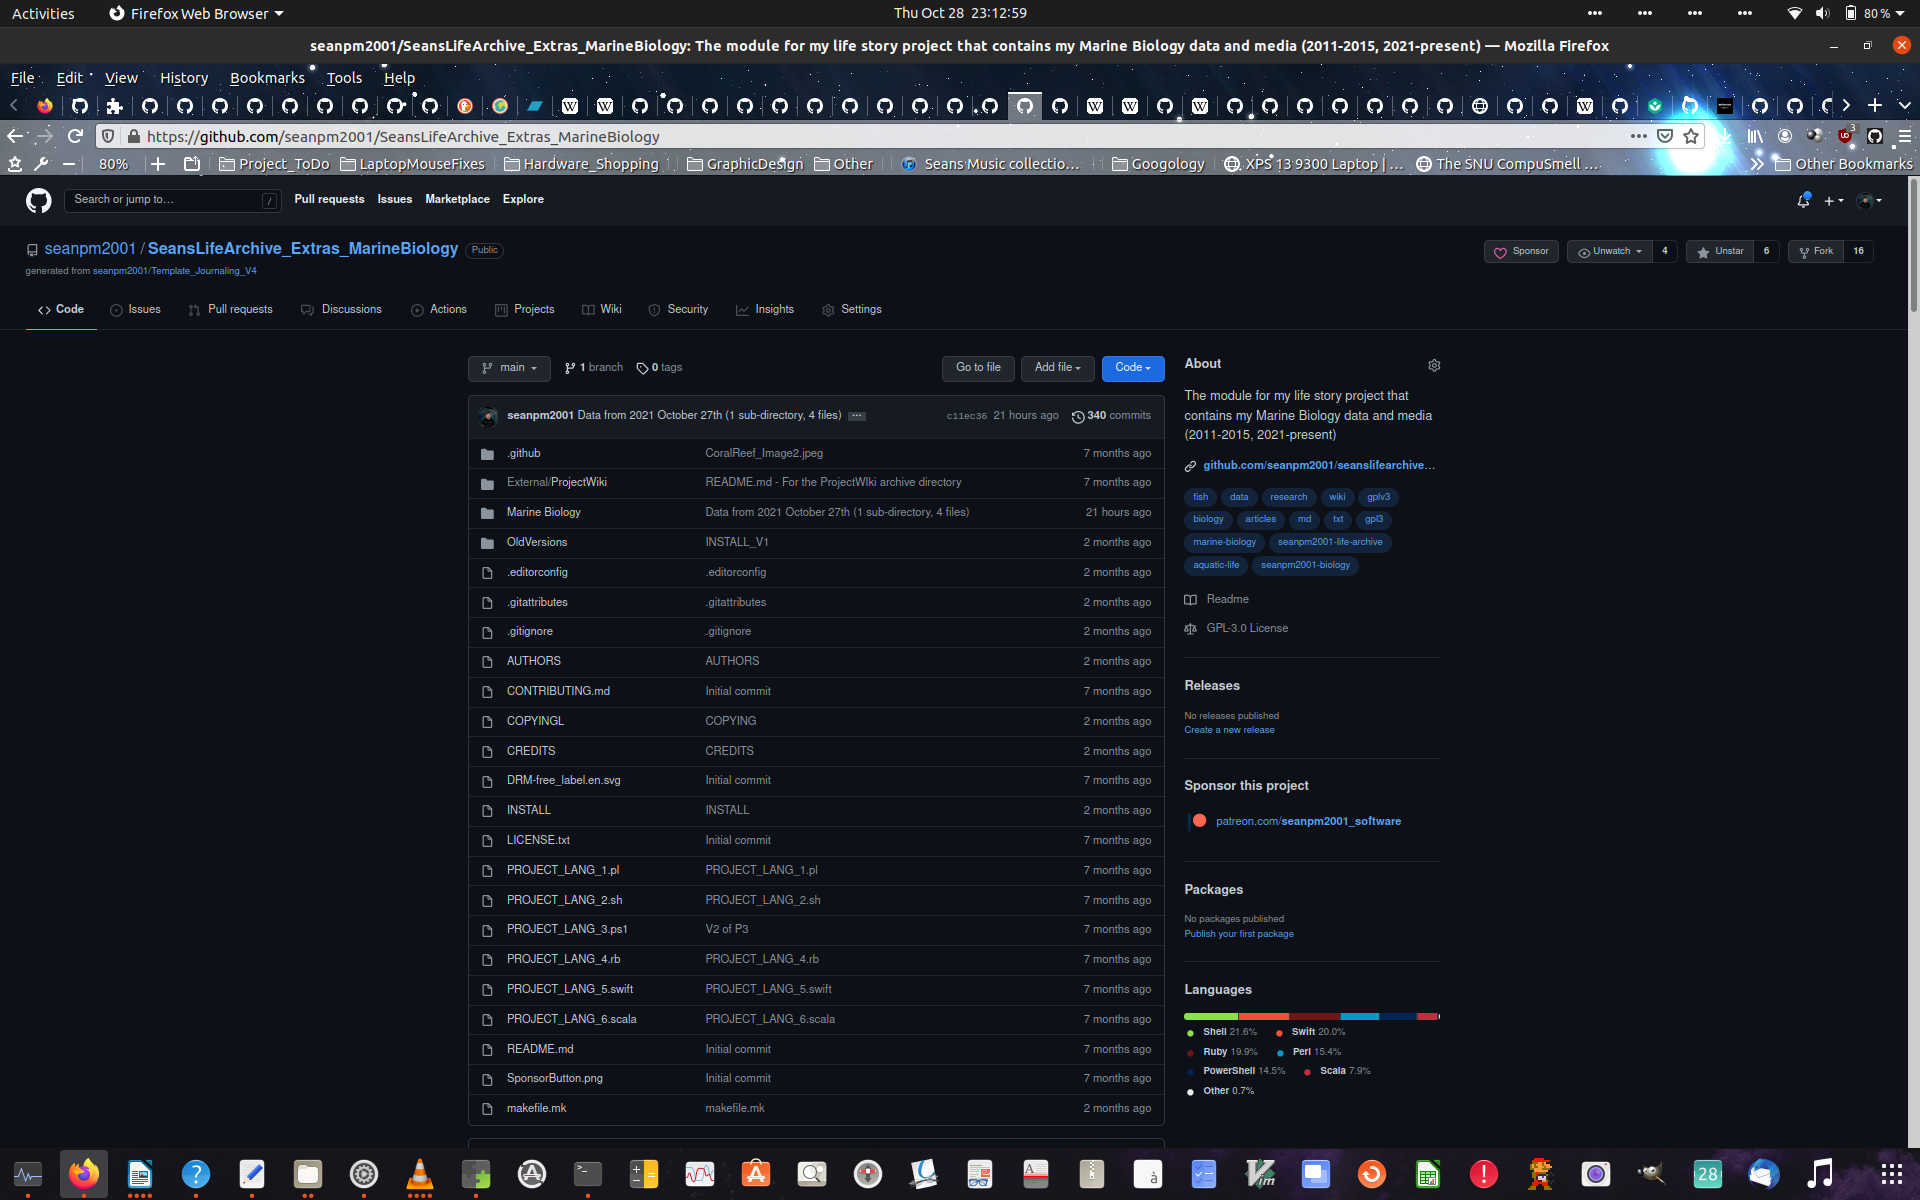 Activities Firefox Web Browser Thu Oct 28 23:12:59 80 %
seanpm2001/SeansLifeArchive_Extras_MarineBiology: The module for my life story project that contains my Marine Biology data and media (2011-2015, 2021-present) — Mozilla Firefox
File Edit View History Bookmarks Tools Help
https://github.com/seanpm2001/SeansLifeArchive_Extras_MarineBiology 3
80% Project_ToDo LaptopMouseFixes Hardware_Shopping GraphicDesign Other Seans Music collectio… Googology XPS 13 9300 Laptop | … The SNU CompuSmell … Other Bookmarks
Search or jump to… / Pull requests Issues Marketplace Explore
seanpm2001 / SeansLifeArchive_Extras_MarineBiology Public Sponsor Unwatch 4 Unstar 6 Fork 16
generated from seanpm2001/Template_Journaling_V4
Code Issues Pull requests Discussions Actions Projects Wiki Security Insights Settings
main 1 branch 0 tags Go to file Add file Code
seanpm2001 Data from 2021 October 27th (1 sub-directory, 4 files) ··· c11ec36 21 hours ago 340 commits
.github CoralReef_Image2.jpeg 7 months ago
External/ProjectWiki README.md - For the ProjectWIki archive directory 7 months ago
Marine Biology Data from 2021 October 27th (1 sub-directory, 4 files) 21 hours ago
OldVersions INSTALL_V1 2 months ago
.editorconfig .editorconfig 2 months ago
.gitattributes .gitattributes 2 months ago
.gitignore .gitignore 2 months ago
AUTHORS AUTHORS 2 months ago
CONTRIBUTING.md Initial commit 7 months ago
COPYINGL COPYING 2 months ago
CREDITS CREDITS 2 months ago
DRM-free_label.en.svg Initial commit 7 months ago
INSTALL INSTALL 2 months ago
LICENSE.txt Initial commit 7 months ago
PROJECT_LANG_1.pl PROJECT_LANG_1.pl 7 months ago
PROJECT_LANG_2.sh PROJECT_LANG_2.sh 7 months ago
PROJECT_LANG_3.ps1 V2 of P3 7 months ago
PROJECT_LANG_4.rb PROJECT_LANG_4.rb 7 months ago
PROJECT_LANG_5.swift PROJECT_LANG_5.swift 7 months ago
PROJECT_LANG_6.scala PROJECT_LANG_6.scala 7 months ago
README.md Initial commit 7 months ago
SponsorButton.png Initial commit 7 months ago
makefile.mk makefile.mk 2 months ago
About
The module for my life story project that
contains my Marine Biology data and media
(2011-2015, 2021-present)
github.com/seanpm2001/seanslifearchive…
fish data research wiki gplv3
biology articles md txt gpl3
marine-biology seanpm2001-life-archive
aquatic-life seanpm2001-biology
Readme
GPL-3.0 License
Releases
No releases published
Create a new release
Sponsor this project
patreon.com/seanpm2001_software
Packages
No packages published
Publish your first package
Languages
Shell 21.6% Swift 20.0%
Ruby 19.9% Perl 15.4%
PowerShell 14.5% Scala 7.9%
Other 0.7%
28